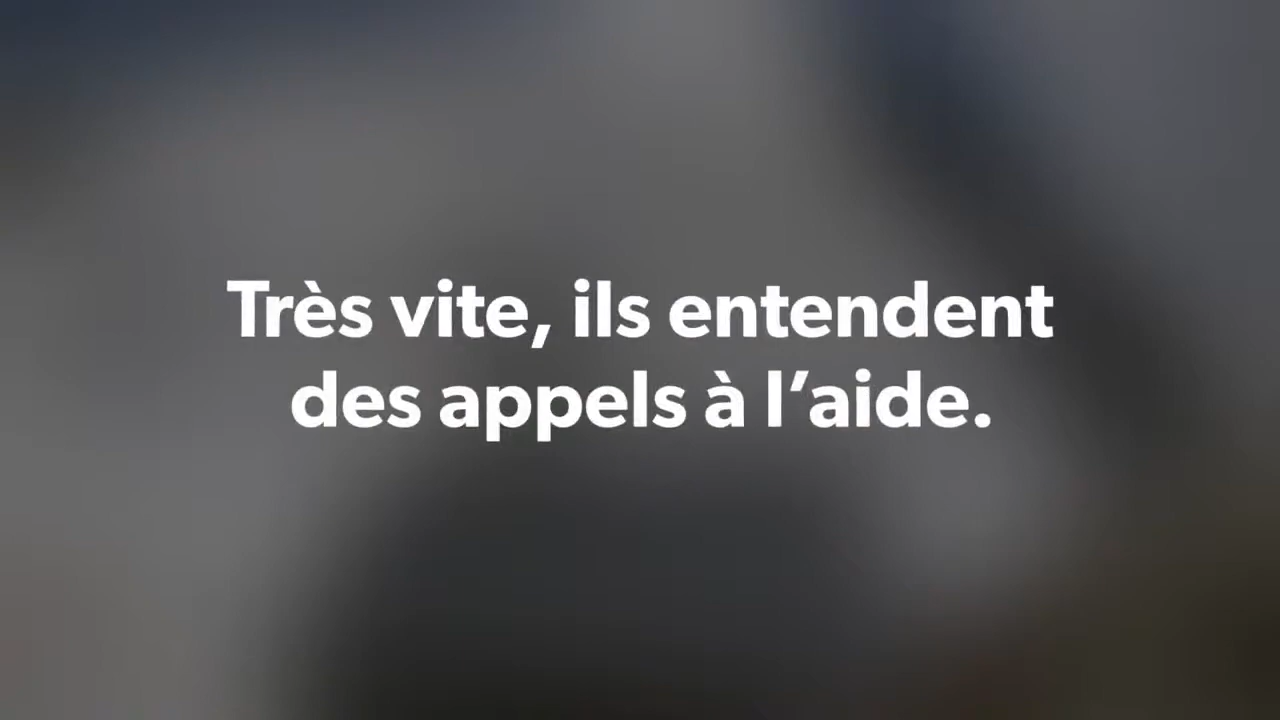 Très vite, ils entendent
des appels à l’aide.